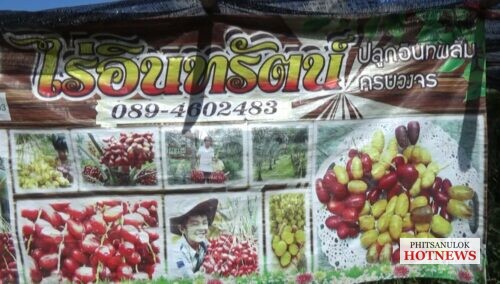 ไร่อินทรัตน์
ปลูกอินทผลัม
ครบวงจร
089-4602483
PHITSANULOK
HOTNEWS